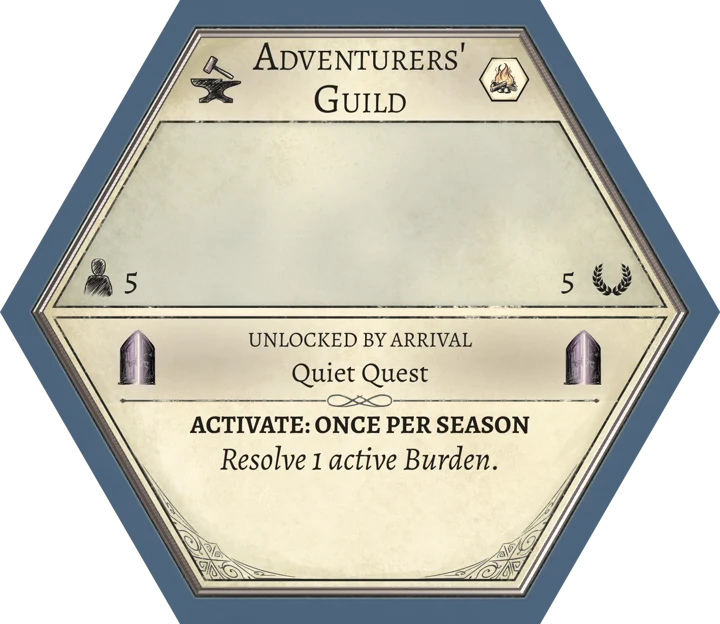 ADVENTURERS'
GUILD
5 5
UNLOCKED BY ARRIVAL
Quiet Quest
ACTIVATE: ONCE PER SEASON
Resolve 1 active Burden.